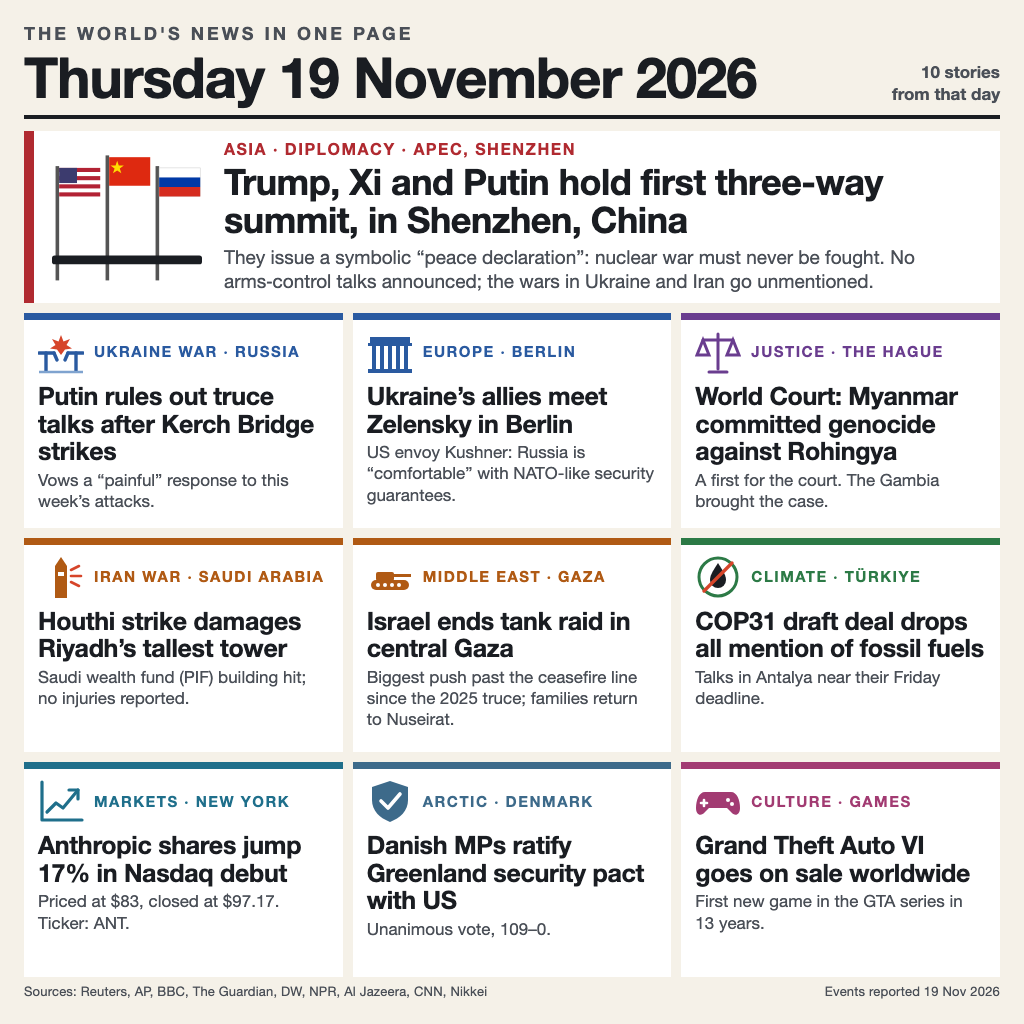 THE WORLD'S NEWS IN ONE PAGE
Thursday 19 November 2026
10 stories
from that day
ASIA · DIPLOMACY · APEC, SHENZHEN
Trump, Xi and Putin hold first three-way
summit, in Shenzhen, China
They issue a symbolic “peace declaration”: nuclear war must never be fought. No
arms-control talks announced; the wars in Ukraine and Iran go unmentioned.
UKRAINE WAR · RUSSIA
Putin rules out truce
talks after Kerch Bridge
strikes
Vows a “painful” response to this
week’s attacks.
EUROPE · BERLIN
Ukraine’s allies meet
Zelensky in Berlin
US envoy Kushner: Russia is
“comfortable” with NATO-like security
guarantees.
JUSTICE · THE HAGUE
World Court: Myanmar
committed genocide
against Rohingya
A first for the court. The Gambia
brought the case.
IRAN WAR · SAUDI ARABIA
Houthi strike damages
Riyadh’s tallest tower
Saudi wealth fund (PIF) building hit;
no injuries reported.
MIDDLE EAST · GAZA
Israel ends tank raid in
central Gaza
Biggest push past the ceasefire line
since the 2025 truce; families return
to Nuseirat.
CLIMATE · TÜRKIYE
COP31 draft deal drops
all mention of fossil fuels
Talks in Antalya near their Friday
deadline.
MARKETS · NEW YORK
Anthropic shares jump
17% in Nasdaq debut
Priced at $83, closed at $97.17.
Ticker: ANT.
ARCTIC · DENMARK
Danish MPs ratify
Greenland security pact
with US
Unanimous vote, 109–0.
CULTURE · GAMES
Grand Theft Auto VI
goes on sale worldwide
First new game in the GTA series in
13 years.
Sources: Reuters, AP, BBC, The Guardian, DW, NPR, Al Jazeera, CNN, Nikkei
Events reported 19 Nov 2026